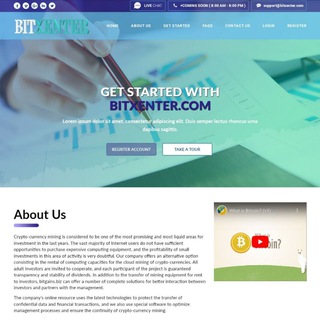 LIVE CHAT
+COMING SOON ( 8:00 AM - 9:00 PM )
support@bitxenter.com
BITXENTER
HOME
ABOUT US
GET STARTED
FAQS
CONTACT US
LOGIN
REGISTER
GET STARTED WITH
BITXENTER.COM
Lorem ipsum dolor sit amet, consectetur adipiscing elit. Duis semper lectus rhoncus urna
dapibus sagittis.
REGISTER ACCOUNT
TAKE A TOUR
About Us
Crypto-currency mining is considered to be one of the most promising and most liquid areas for
investment in the last years. The vast majority of Internet users do not have sufficient
opportunities to purchase expensive computing equipment, and the profitability of small
investments in this area of activity is very doubtful. Our company offers an alternative option
consisting in the rental of computing capacities for the cloud mining of crypto-currencies. All
adult investors are invited to cooperate, and each participant of the project is guaranteed
transparency and stability of dividends. In addition to the transfer of mining equipment for rent
to investors, bitgains.biz can offer a number of complete solutions for better interaction between
investors and partners with the management.
The company's online resource uses the latest technologies to protect the transfer of
confidential data and financial transactions, and we also use special software to optimize
management processes and ensure the continuity of crypto-currency mining
What is Bitcoin? (v1)
coin?